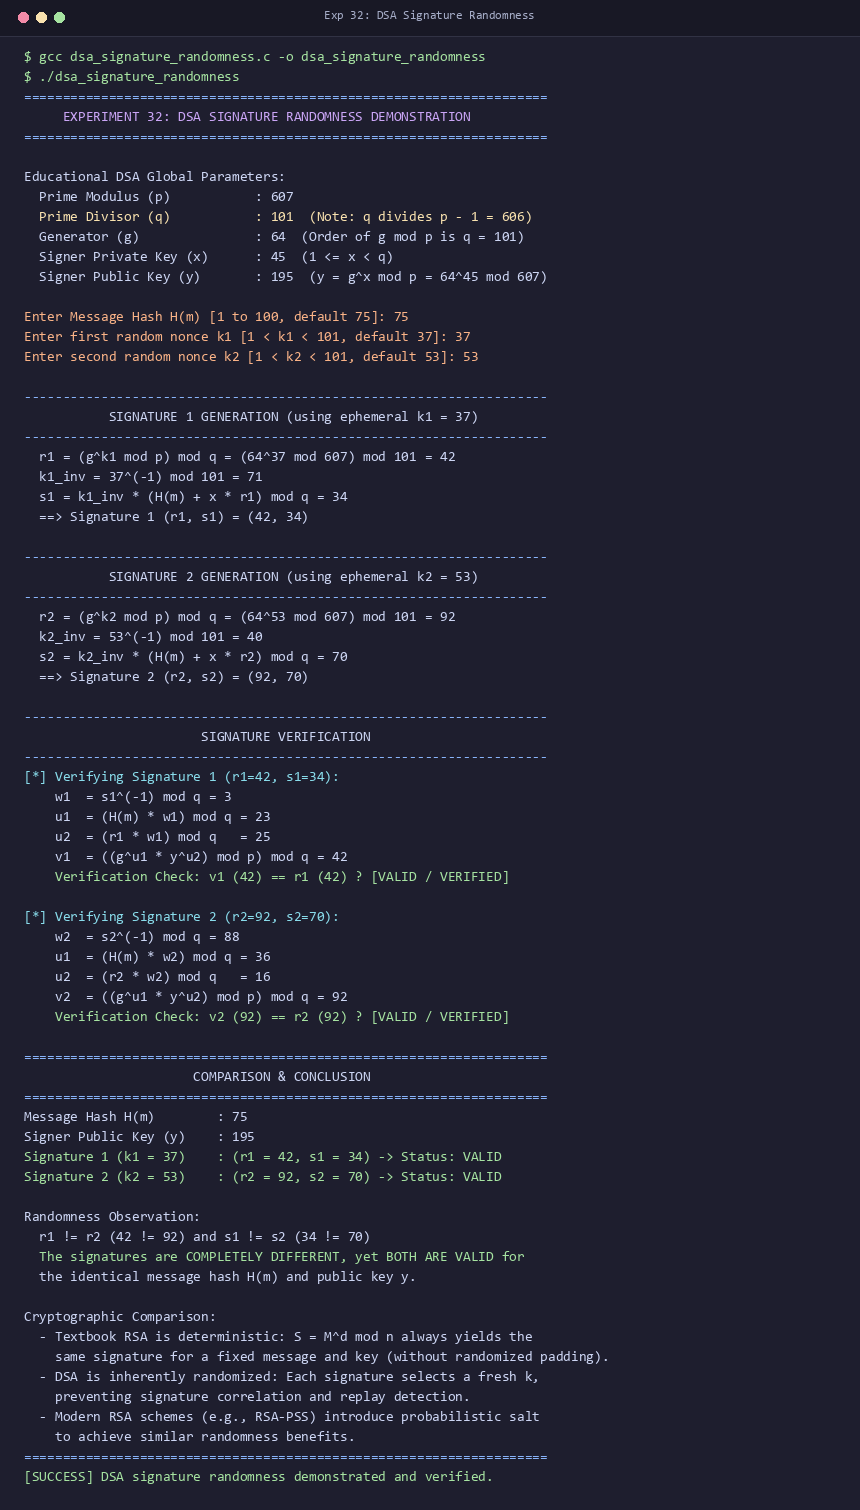 Exp 32: DSA Signature Randomness
$ gcc dsa_signature_randomness.c -o dsa_signature_randomness
$ ./dsa_signature_randomness
====================================================================
     EXPERIMENT 32: DSA SIGNATURE RANDOMNESS DEMONSTRATION
====================================================================

Educational DSA Global Parameters:
  Prime Modulus (p)           : 607
  Prime Divisor (q)           : 101  (Note: q divides p - 1 = 606)
  Generator (g)               : 64  (Order of g mod p is q = 101)
  Signer Private Key (x)      : 45  (1 <= x < q)
  Signer Public Key (y)       : 195  (y = g^x mod p = 64^45 mod 607)

Enter Message Hash H(m) [1 to 100, default 75]: 75
Enter first random nonce k1 [1 < k1 < 101, default 37]: 37
Enter second random nonce k2 [1 < k2 < 101, default 53]: 53

--------------------------------------------------------------------
           SIGNATURE 1 GENERATION (using ephemeral k1 = 37)
--------------------------------------------------------------------
  r1 = (g^k1 mod p) mod q = (64^37 mod 607) mod 101 = 42
  k1_inv = 37^(-1) mod 101 = 71
  s1 = k1_inv * (H(m) + x * r1) mod q = 34
  ==> Signature 1 (r1, s1) = (42, 34)

--------------------------------------------------------------------
           SIGNATURE 2 GENERATION (using ephemeral k2 = 53)
--------------------------------------------------------------------
  r2 = (g^k2 mod p) mod q = (64^53 mod 607) mod 101 = 92
  k2_inv = 53^(-1) mod 101 = 40
  s2 = k2_inv * (H(m) + x * r2) mod q = 70
  ==> Signature 2 (r2, s2) = (92, 70)

--------------------------------------------------------------------
                       SIGNATURE VERIFICATION
--------------------------------------------------------------------
[*] Verifying Signature 1 (r1=42, s1=34):
    w1  = s1^(-1) mod q = 3
    u1  = (H(m) * w1) mod q = 23
    u2  = (r1 * w1) mod q   = 25
    v1  = ((g^u1 * y^u2) mod p) mod q = 42
    Verification Check: v1 (42) == r1 (42) ? [VALID / VERIFIED]

[*] Verifying Signature 2 (r2=92, s2=70):
    w2  = s2^(-1) mod q = 88
    u1  = (H(m) * w2) mod q = 36
    u2  = (r2 * w2) mod q   = 16
    v2  = ((g^u1 * y^u2) mod p) mod q = 92
    Verification Check: v2 (92) == r2 (92) ? [VALID / VERIFIED]

====================================================================
                      COMPARISON & CONCLUSION
====================================================================
Message Hash H(m)        : 75
Signer Public Key (y)    : 195
Signature 1 (k1 = 37)    : (r1 = 42, s1 = 34) -> Status: VALID
Signature 2 (k2 = 53)    : (r2 = 92, s2 = 70) -> Status: VALID

Randomness Observation:
  r1 != r2 (42 != 92) and s1 != s2 (34 != 70)
  The signatures are COMPLETELY DIFFERENT, yet BOTH ARE VALID for
  the identical message hash H(m) and public key y.

Cryptographic Comparison:
  - Textbook RSA is deterministic: S = M^d mod n always yields the
    same signature for a fixed message and key (without randomized padding).
  - DSA is inherently randomized: Each signature selects a fresh k,
    preventing signature correlation and replay detection.
  - Modern RSA schemes (e.g., RSA-PSS) introduce probabilistic salt
    to achieve similar randomness benefits.
====================================================================
[SUCCESS] DSA signature randomness demonstrated and verified.